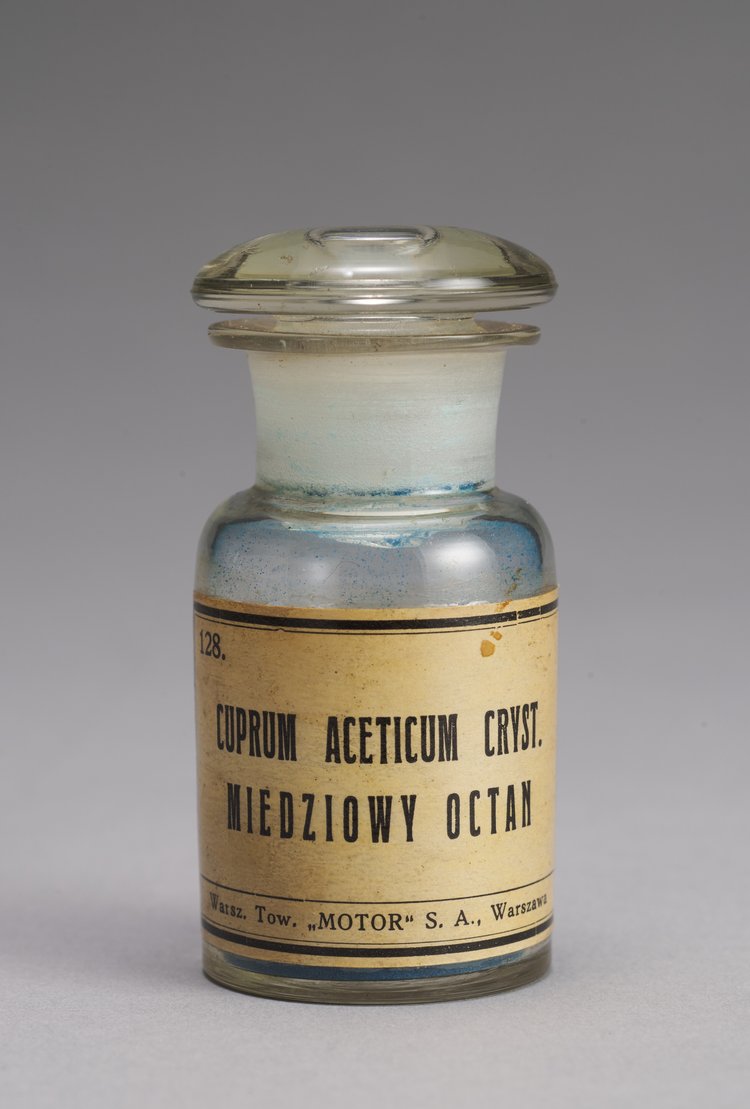 128.
CUPRUM ACETICUM CRYST.
MIEDZIOWY OCTAN
Warsz. Tow. „MOTOR“ S. A., Warszawa